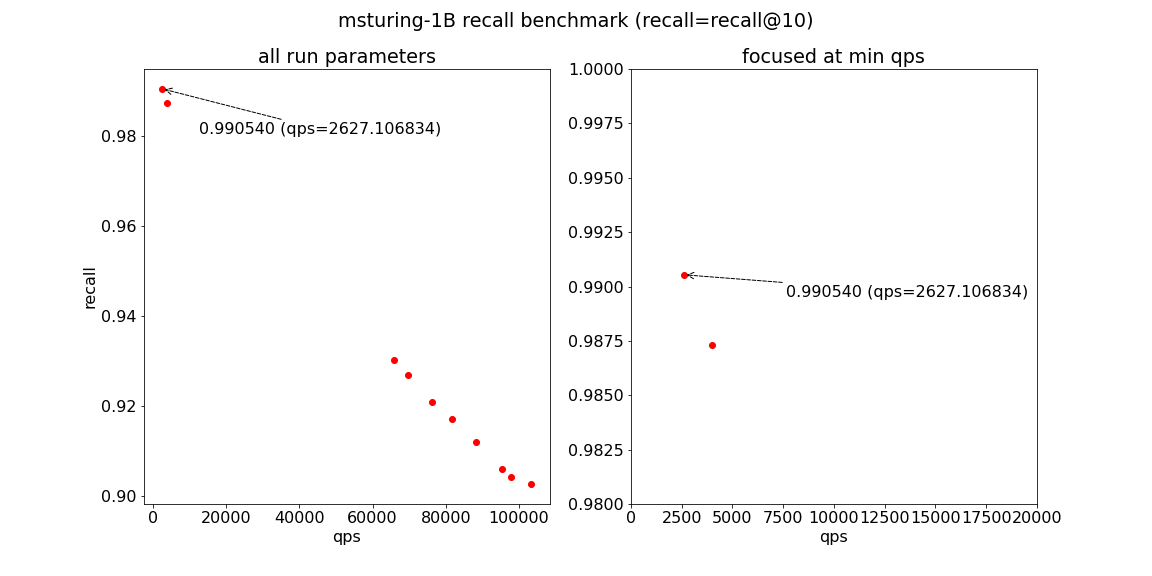 msturing-1B recall benchmark (recall=recall@10)
all run parameters
0.98
0.96
0.94
0.92
0.90
recall
0.990540 (qps=2627.106834)
0 20000 40000 60000 80000 100000
qps
focused at min qps
1.0000
0.9975
0.9950
0.9925
0.9900
0.9875
0.9850
0.9825
0.9800
0.990540 (qps=2627.106834)
0 2500 5000 7500 10000 12500 15000 17500 20000
qps